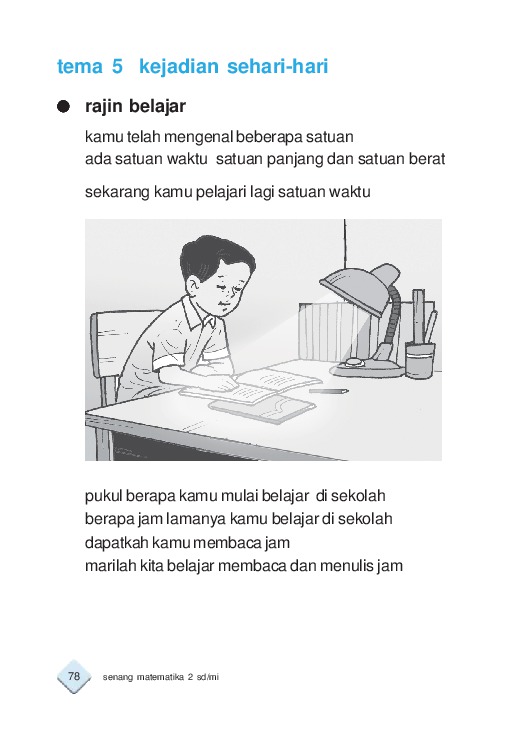 tema 5 kejadian sehari-hari
rajin belajar
kamu telah mengenal beberapa satuan
ada satuan waktu satuan panjang dan satuan berat
sekarang kamu pelajari lagi satuan waktu
pukul berapa kamu mulai belajar di sekolah
berapa jam lamanya kamu belajar di sekolah
dapatkah kamu membaca jam
marilah kita belajar membaca dan menulis jam
78 senang matematika 2 sd/mi